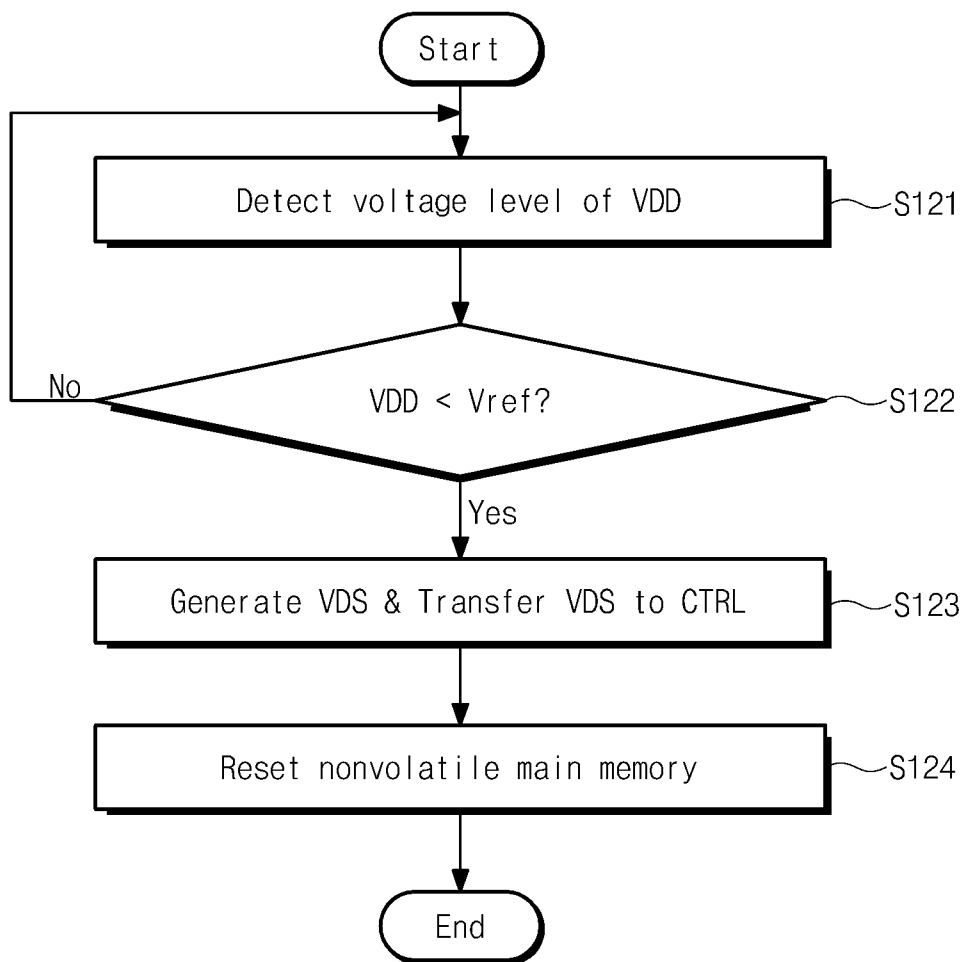 Start
Detect voltage level of VDD
S121
No
VDD < Vref?
S122
Yes
Generate VDS & Transfer VDS to CTRL
S123
Reset nonvolatile main memory
S124
End